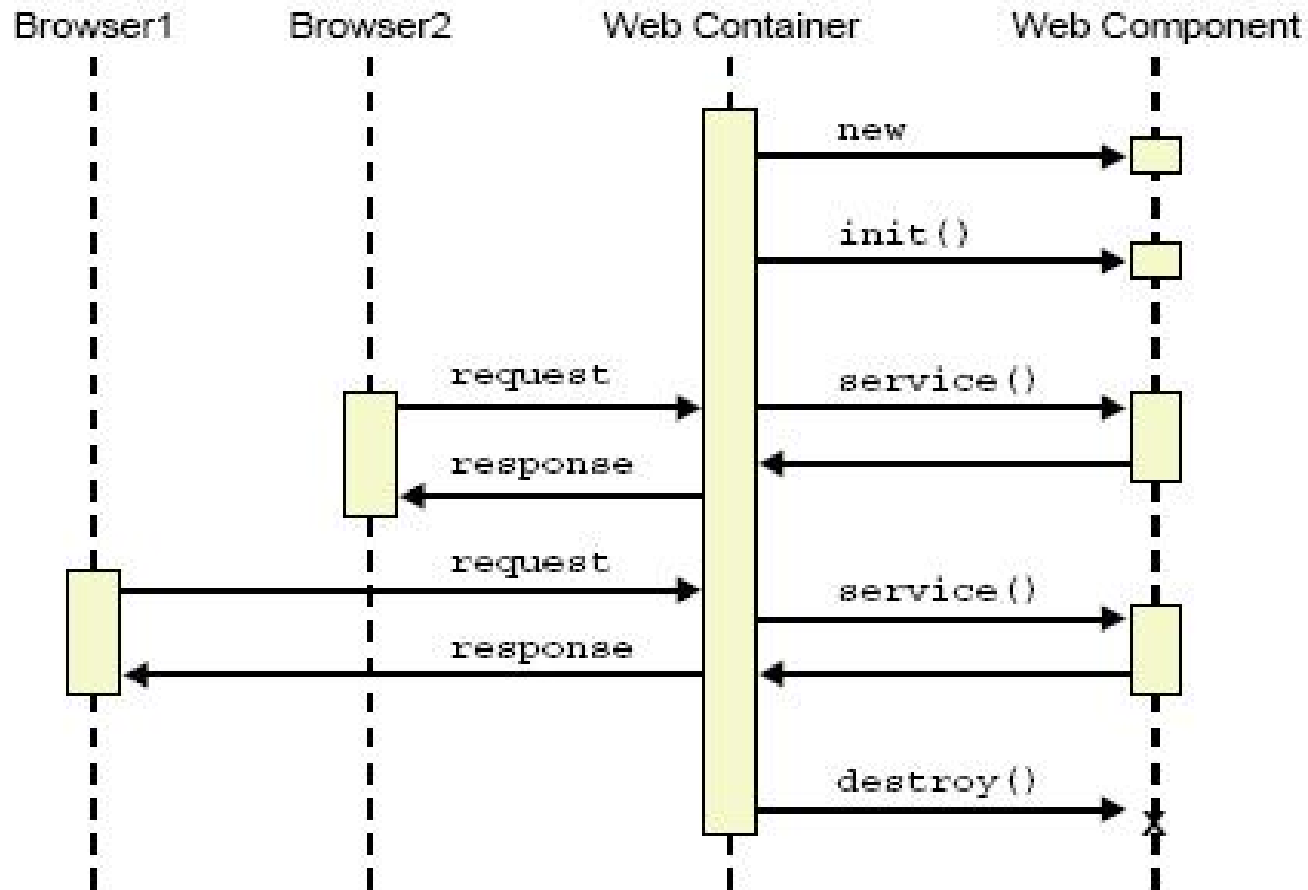 Browser1 Browser2 Web Container Web Component
new
init()
request service()
response
request
service()
response
destroy()